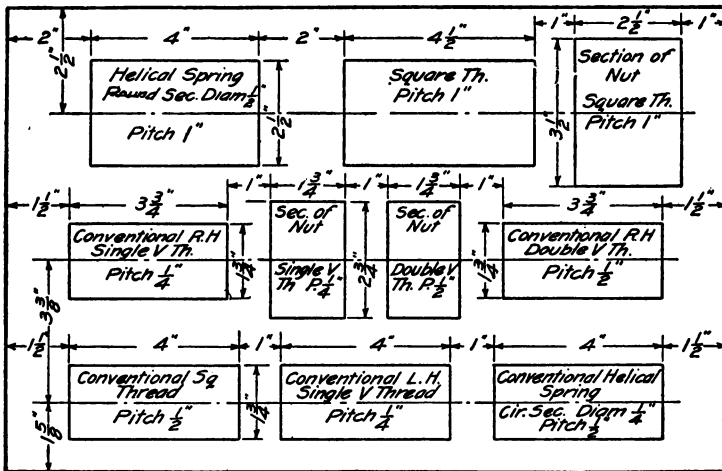 2" 4" 2" 4 1/2" 1" 2 1/2" 1"
2 1/2"
Helical Spring
Round Sec. Diam 1/2"
Pitch 1"
2 1/2"
Square Th.
Pitch 1"
3 1/2"
Section of
Nut
Square Th.
Pitch 1"
1 1/2" 3 3/4" 1" 1 3/4" 1" 1 3/4" 1" 3 3/4" 1 1/2"
Conventional R.H
Single V Th.
Pitch 1/4"
1 3/4"
Sec. of
Nut
Single V
Th. P. 1/4"
2 3/4"
Sec. of
Nut
Double V
Th. P. 1/2"
1 3/4"
Conventional R.H
Double V Th.
Pitch 1/2"
3 3/8"
1 1/2" 4" 1" 4" 1" 4" 1 1/2"
Conventional Sq
Thread
Pitch 1/2"
1 3/4"
Conventional L.H.
Single V Thread
Pitch 1/4"
Conventional Helical
Spring
Cir. Sec. Diam 1/4"
Pitch 1/2"
1 5/8"